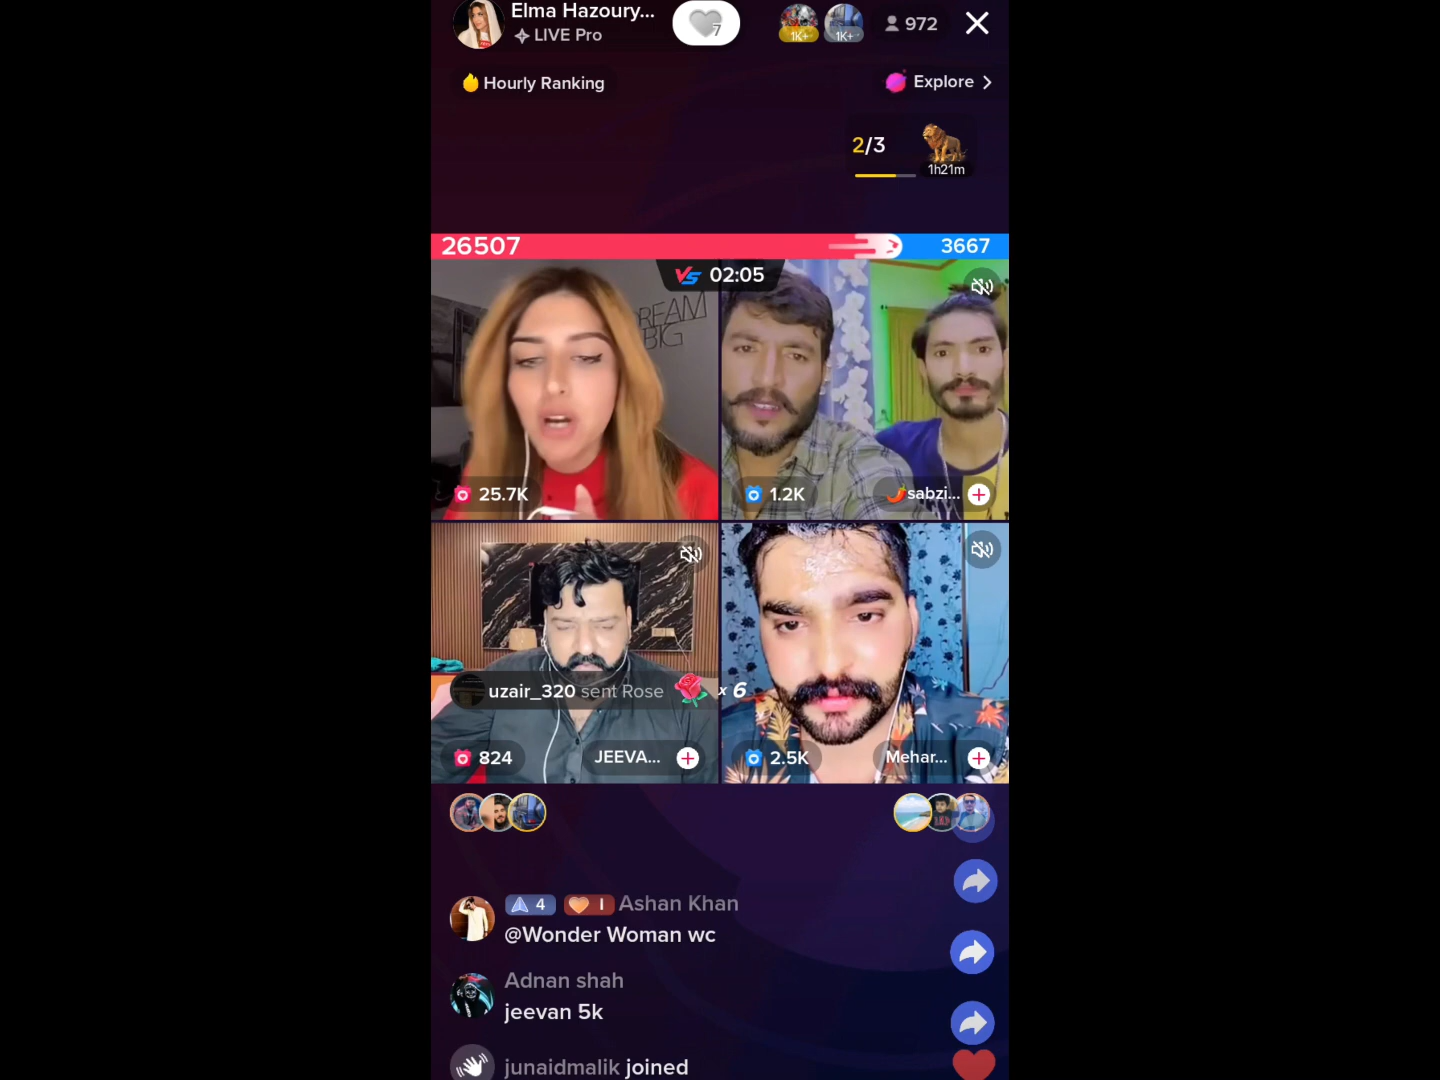 Elma Hazoury...
LIVE Pro
7
1K+
1K+
972
Hourly Ranking
Explore
2/3
1h21m
26507
3667
VS 02:05
DREAM
BIG
25.7K
1.2K
sabzi...
uzair_320 sent Rose x 6
824
JEEVA...
2.5K
Mehar...
4 I Ashan Khan
@Wonder Woman wc
Adnan shah
jeevan 5k
junaidmalik joined